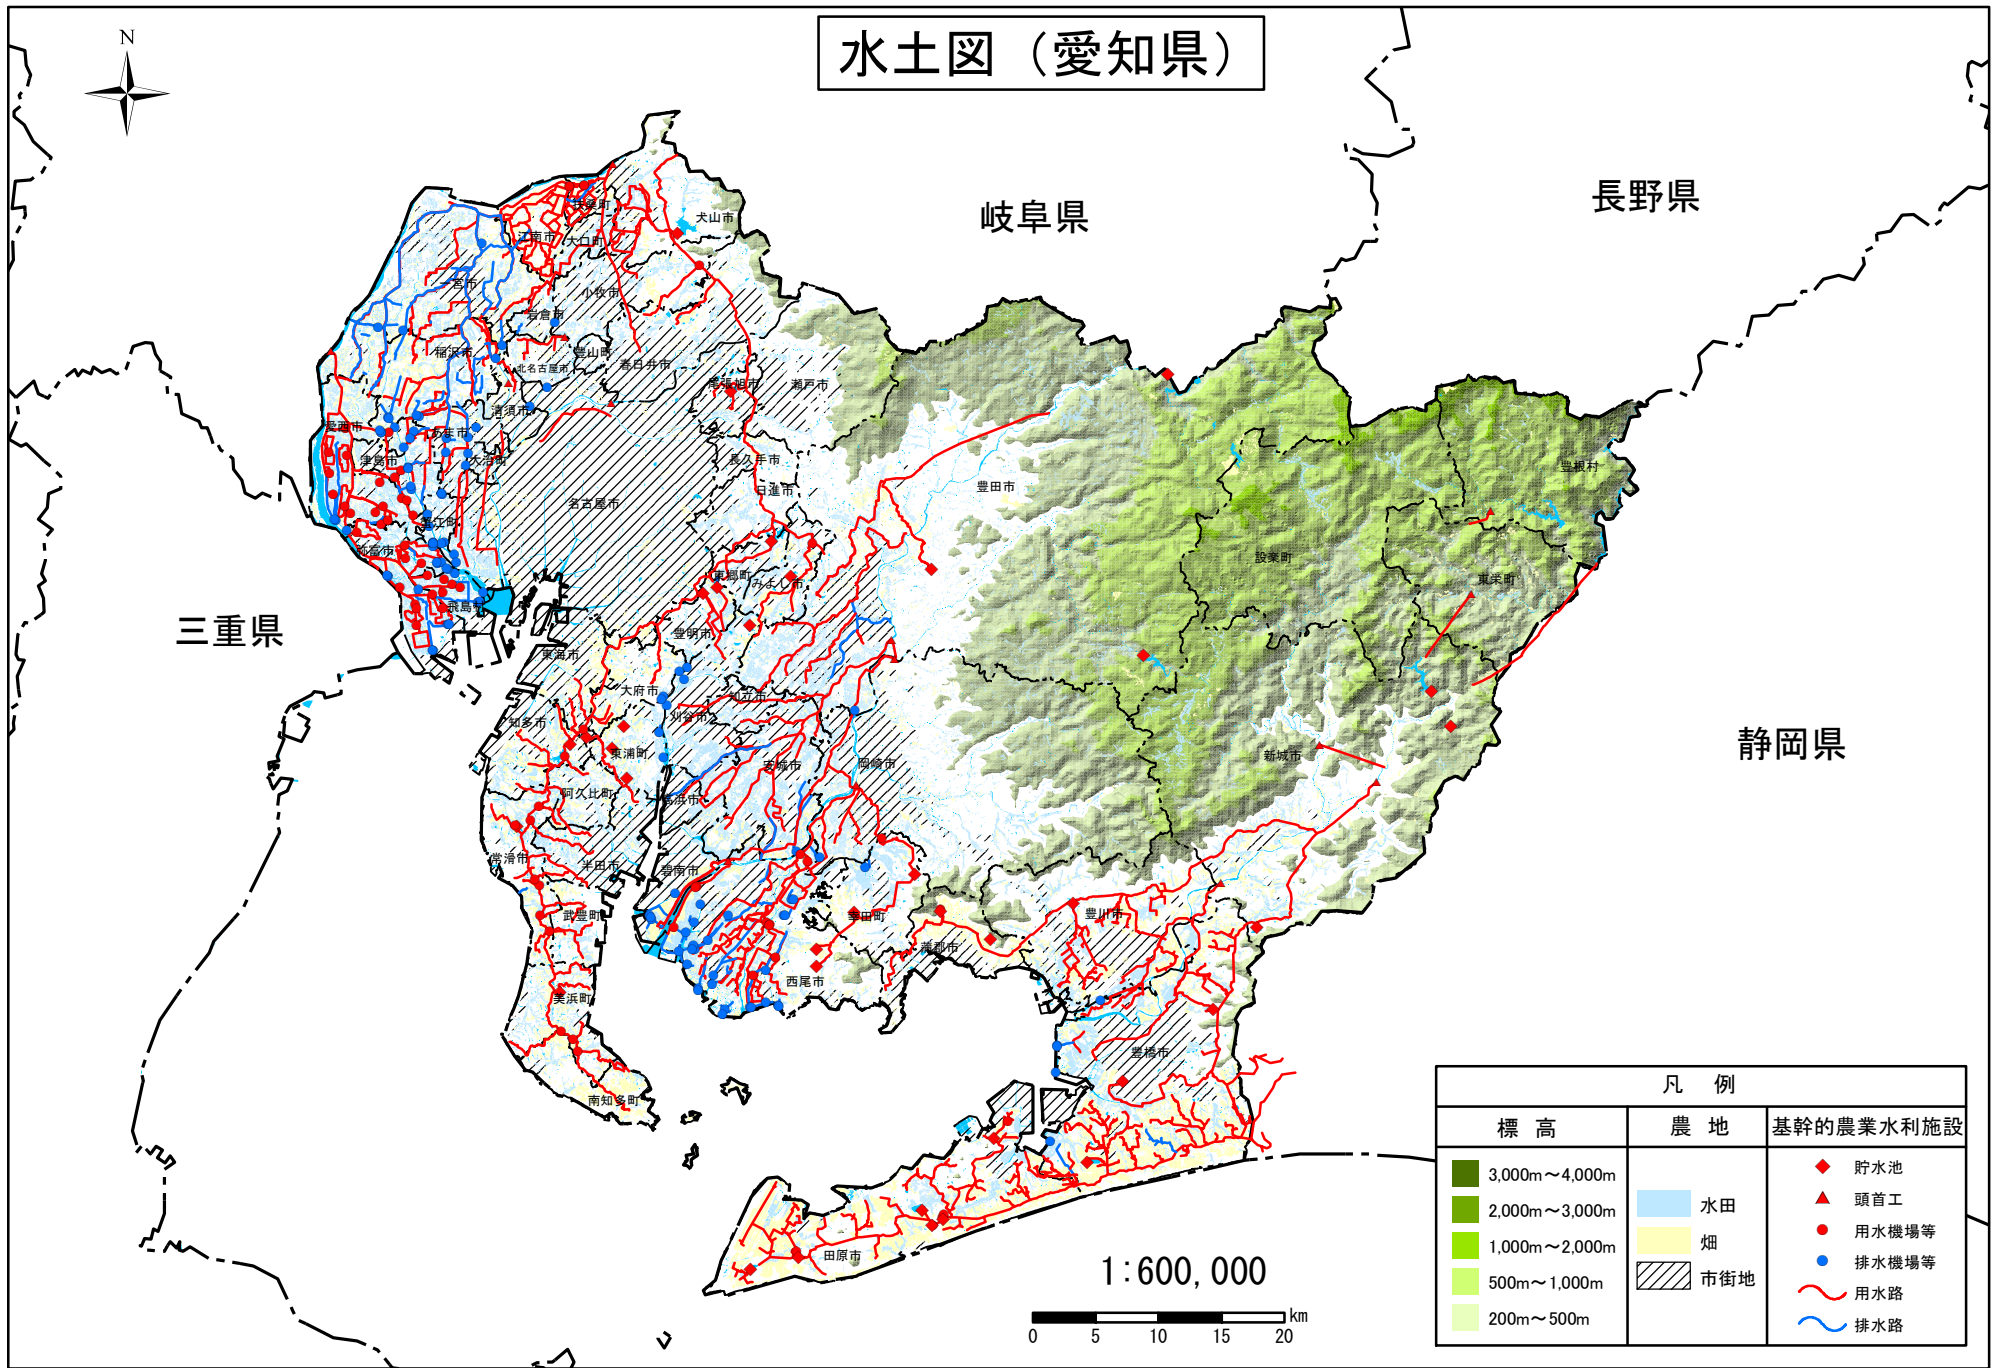 水土図（愛知県）
N
岐阜県
長野県
三重県
静岡県
犬山市
扶桑町
江南市
大口町
一宮市
小牧市
岩倉市
稲沢市
豊山町
北名古屋市
春日井市
尾張旭市
瀬戸市
清須市
愛西市
あま市
津島市
大治町
長久手市
日進市
名古屋市
豊田市
豊根村
蟹江町
弥富市
設楽町
東栄町
東郷町
みよし市
飛島村
豊明市
東海市
大府市
知立市
刈谷市
知多市
東浦町
安城市
岡崎市
新城市
阿久比町
高浜市
常滑市
半田市
碧南市
武豊町
幸田町
豊川市
蒲郡市
西尾市
美浜町
豊橋市
南知多町
田原市
1:600,000
km
0 5 10 15 20
凡 例
標 高
農 地
基幹的農業水利施設
3,000m～4,000m
2,000m～3,000m
1,000m～2,000m
500m～1,000m
200m～500m
水田
畑
市街地
貯水池
頭首工
用水機場等
排水機場等
用水路
排水路